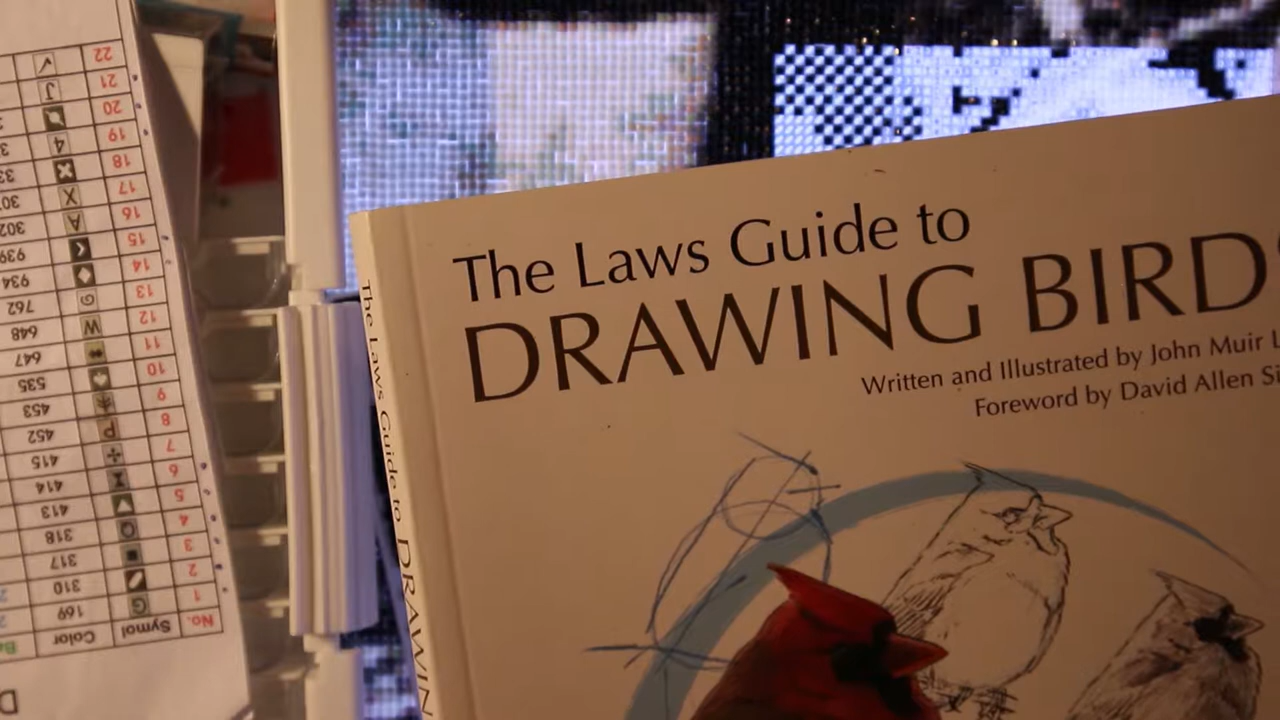 The Laws Guide to
DRAWING BIRDS
Written and Illustrated by John Muir L
Foreword by David Allen Si
The Laws Guide to DRAWIN
No. Symol Color
1 G 169
2 310
3 317
4 318
5 413
6 I 414
7 415
8 P 452
9 453
10 535
11 647
12 W 648
13 762
14 934
15 939
16 A 302
17 X
18
19 4
20
21 J
22
D